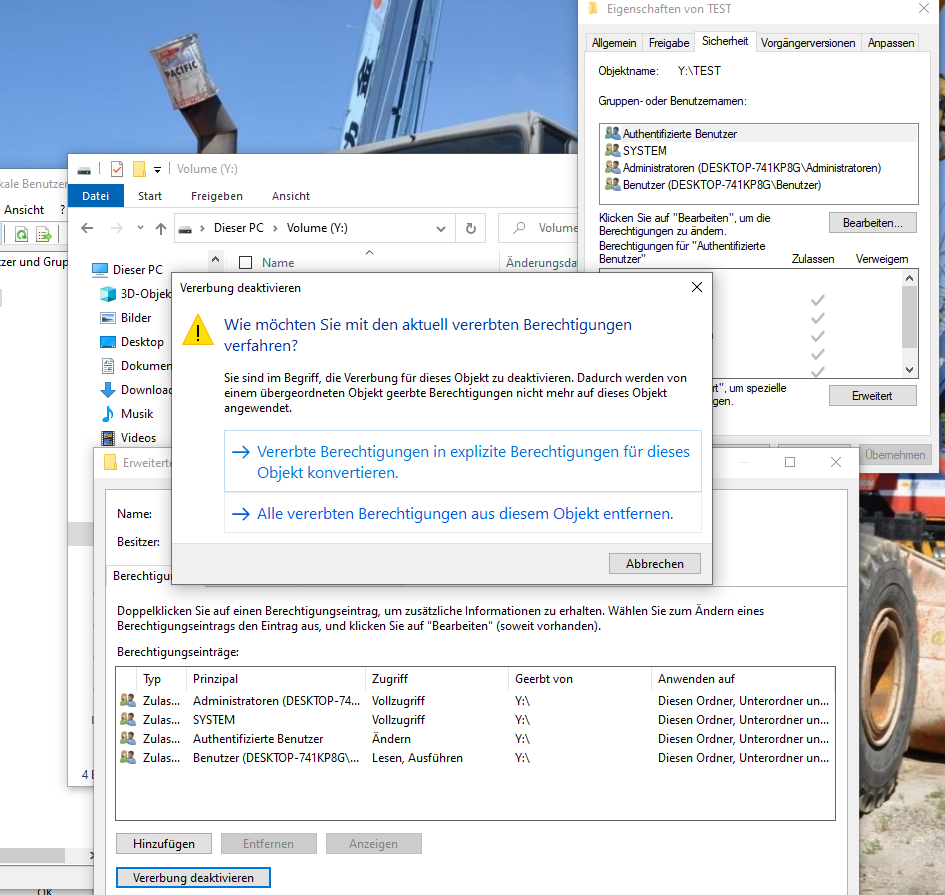 PACIFIC
Eigenschaften von TEST
Allgemein
Freigabe
Sicherheit
Vorgängerversionen
Anpassen
Objektname:
Y:\TEST
Gruppen- oder Benutzernamen:
Authentifizierte Benutzer
SYSTEM
Administratoren (DESKTOP-741KP8G\Administratoren)
Benutzer (DESKTOP-741KP8G\Benutzer)
Klicken Sie auf "Bearbeiten", um die
Berechtigungen zu ändern.
Bearbeiten...
Berechtigungen für "Authentifizierte
Benutzer"
Zulassen
Verweigern
rt", um spezielle
gen.
Erweitert
Übernehmen
kale Benutzer
Ansicht
?
zer und Grup
Volume (Y:)
Datei
Start
Freigeben
Ansicht
Dieser PC
Volume (Y:)
Volume
Name
Änderungsda
Dieser PC
3D-Objek
Bilder
Desktop
Dokumen
Downloac
Musik
Videos
Vererbung deaktivieren
Wie möchten Sie mit den aktuell vererbten Berechtigungen
verfahren?
Sie sind im Begriff, die Vererbung für dieses Objekt zu deaktivieren. Dadurch werden von
einem übergeordneten Objekt geerbte Berechtigungen nicht mehr auf dieses Objekt
angewendet.
Vererbte Berechtigungen in explizite Berechtigungen für dieses
Objekt konvertieren.
Alle vererbten Berechtigungen aus diesem Objekt entfernen.
Abbrechen
Erweiterte
Name:
Besitzer:
Berechtigu
Doppelklicken Sie auf einen Berechtigungseintrag, um zusätzliche Informationen zu erhalten. Wählen Sie zum Ändern eines
Berechtigungseintrags den Eintrag aus, und klicken Sie auf "Bearbeiten" (soweit vorhanden).
Berechtigungseinträge:
Typ Prinzipal Zugriff Geerbt von Anwenden auf
Zulas... Administratoren (DESKTOP-74... Vollzugriff Y:\ Diesen Ordner, Unterordner un...
Zulas... SYSTEM Vollzugriff Y:\ Diesen Ordner, Unterordner un...
Zulas... Authentifizierte Benutzer Ändern Y:\ Diesen Ordner, Unterordner un...
Zulas... Benutzer (DESKTOP-741KP8G\... Lesen, Ausführen Y:\ Diesen Ordner, Unterordner un...
Hinzufügen
Entfernen
Anzeigen
Vererbung deaktivieren
OK